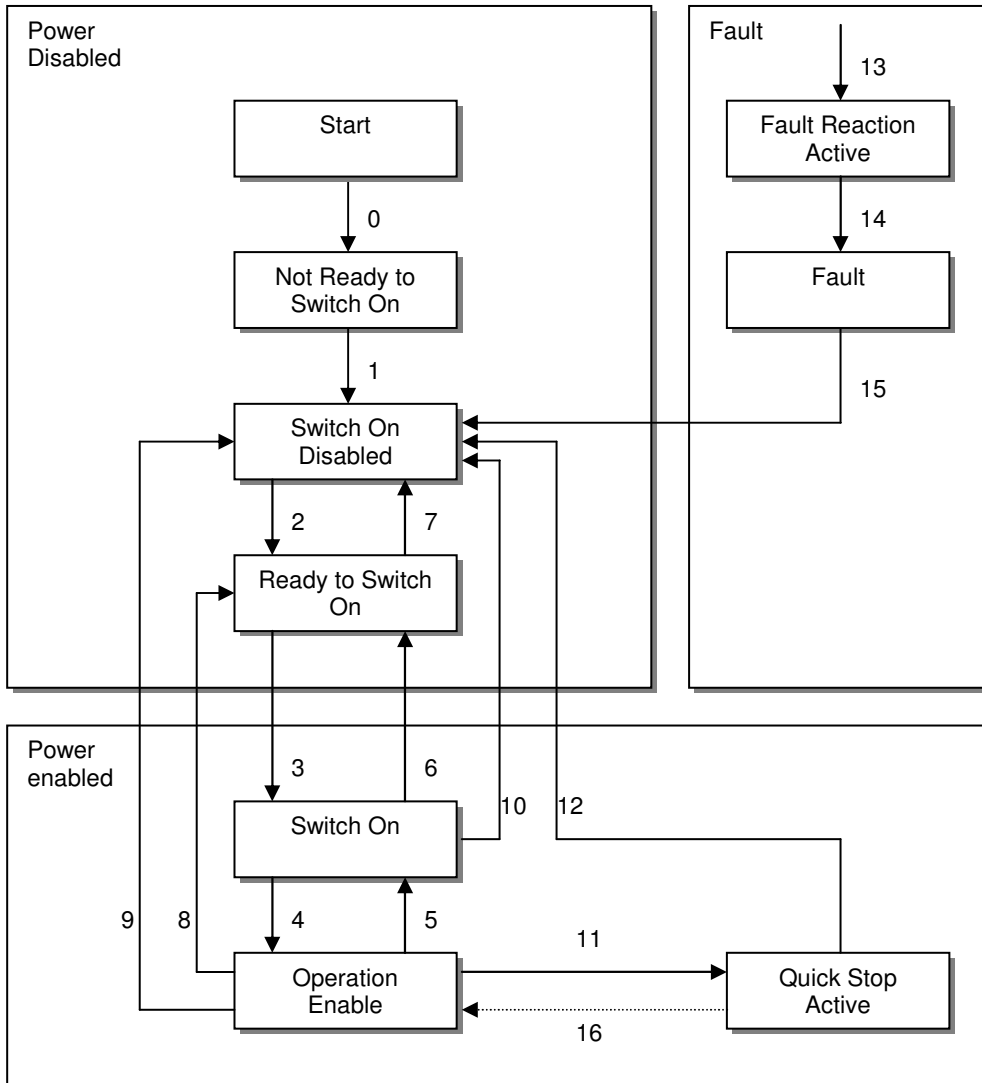 Power
Disabled
Start
0
Not Ready to
Switch On
1
Switch On
Disabled
2
7
Ready to Switch
On
Fault
13
Fault Reaction
Active
14
Fault
15
Power
enabled
3
6
10
12
Switch On
9
8
4
5
11
Operation
Enable
Quick Stop
Active
16